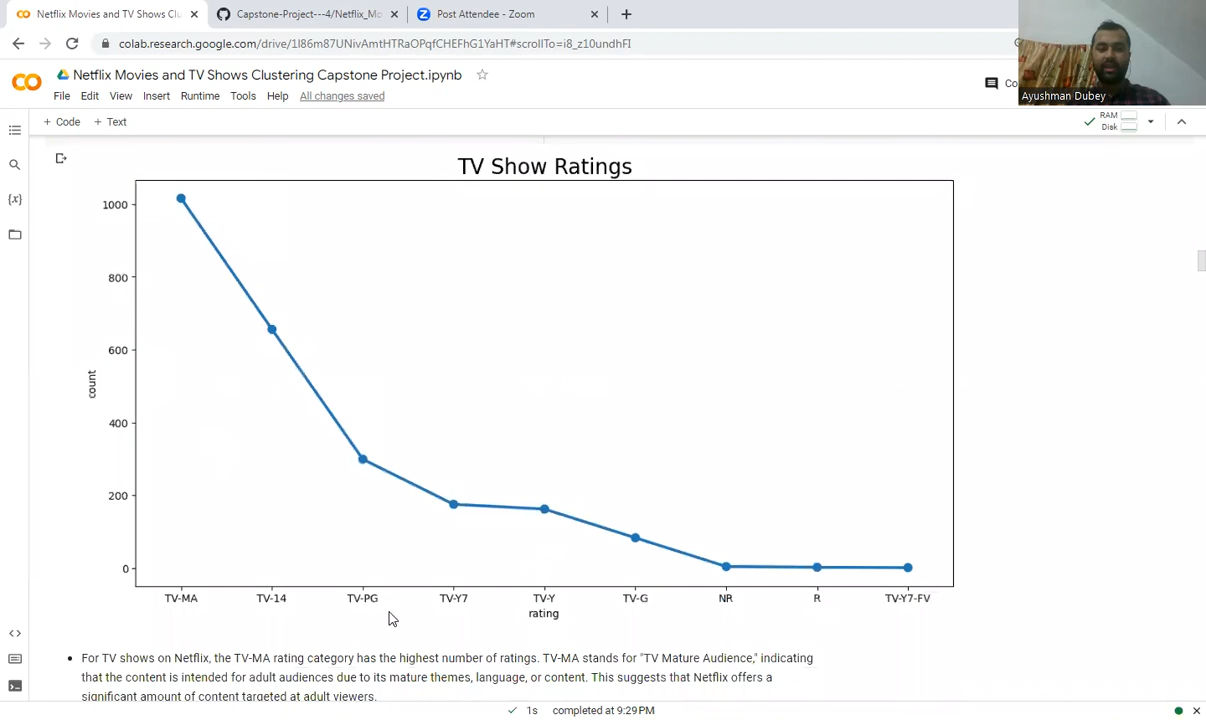 Netflix Movies and TV Shows Clu
Capstone-Project---4/Netflix_Mo
Post Attendee - Zoom
colab.research.google.com/drive/1I86m87UNivAmtHTRaOPqfCHEFhG1YaHT#scrollTo=i8_z10undhFI
Netflix Movies and TV Shows Clustering Capstone Project.ipynb
Co
Ayushman Dubey
File Edit View Insert Runtime Tools Help All changes saved
+ Code + Text
RAM
Disk
TV Show Ratings
1000
800
600
400
200
0
count
TV-MA TV-14 TV-PG TV-Y7 TV-Y TV-G NR R TV-Y7-FV
rating
For TV shows on Netflix, the TV-MA rating category has the highest number of ratings. TV-MA stands for "TV Mature Audience," indicating
that the content is intended for adult audiences due to its mature themes, language, or content. This suggests that Netflix offers a
significant amount of content targeted at adult viewers.
1s completed at 9:29 PM